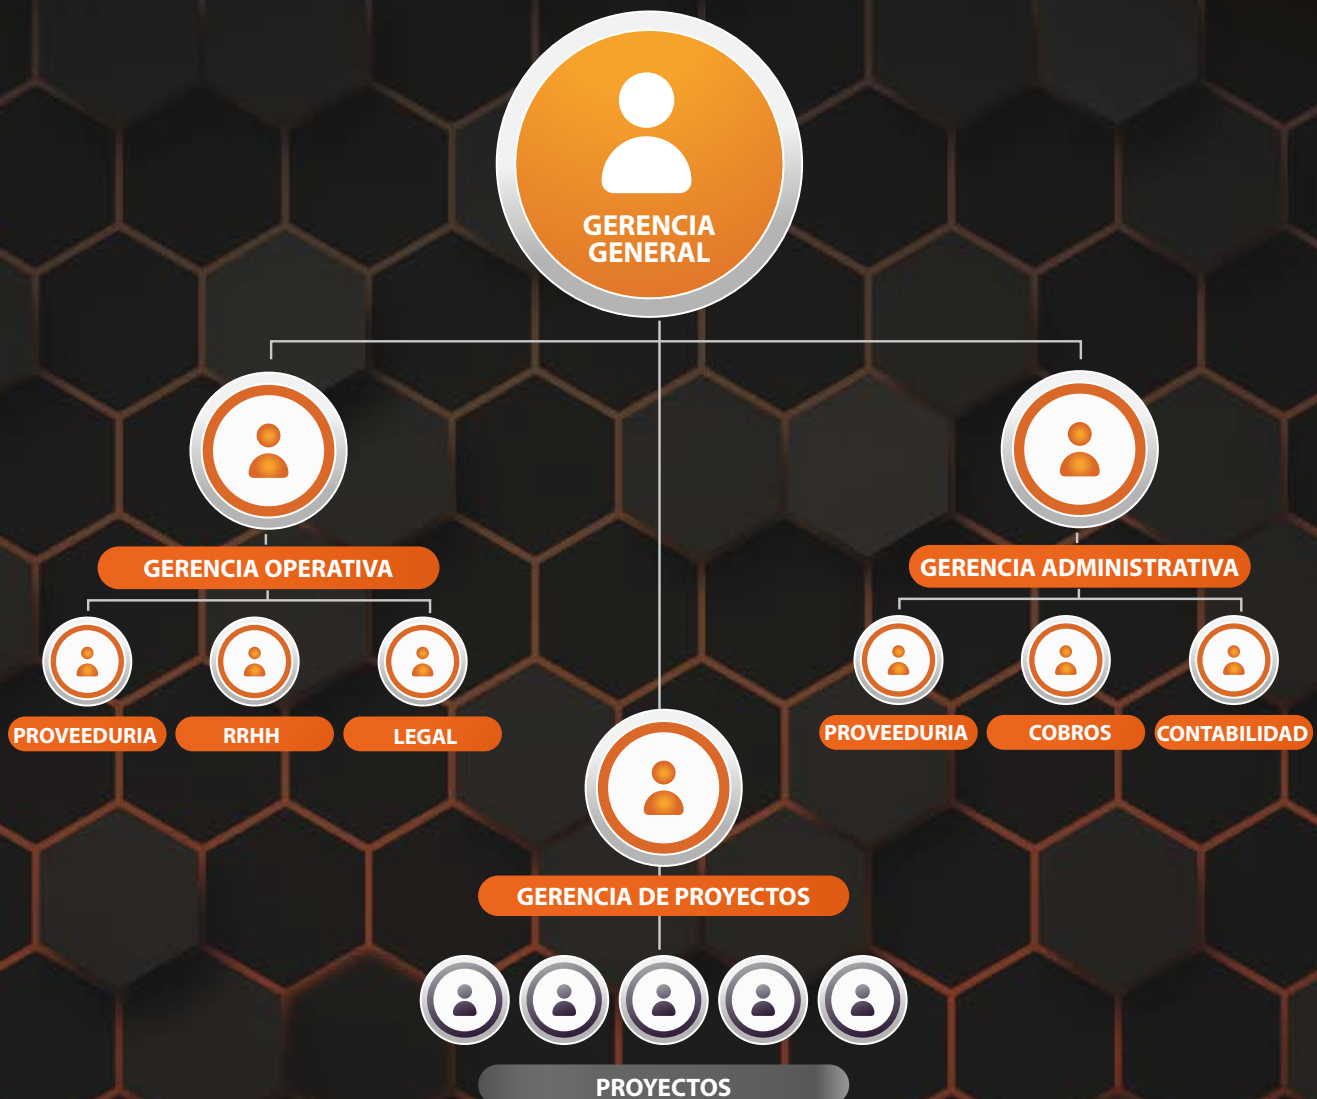 GERENCIA
GENERAL
GERENCIA OPERATIVA
GERENCIA ADMINISTRATIVA
PROVEEDURIA
RRHH
LEGAL
PROVEEDURIA
COBROS
CONTABILIDAD
GERENCIA DE PROYECTOS
PROYECTOS